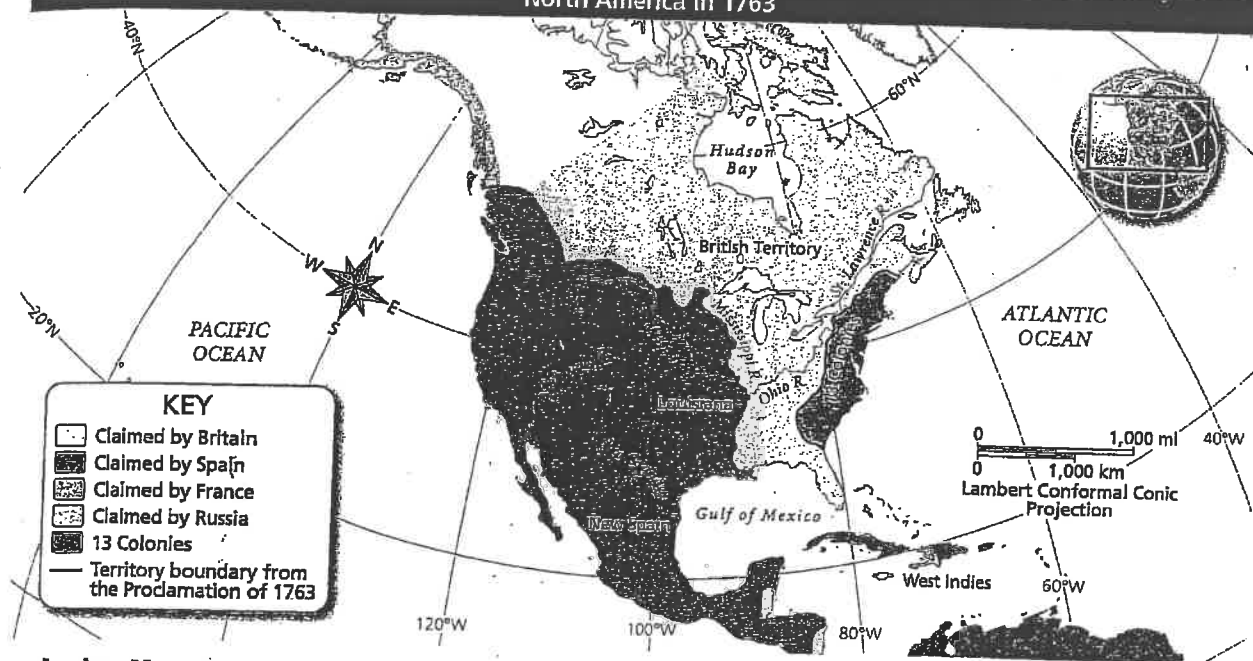 North America in 1763
40°N
60°N
Hudson
Bay
British Territory
St. Lawrence R.
N
W
E
S
20°N
PACIFIC
OCEAN
ATLANTIC
OCEAN
Mississippi R.
Ohio R.
13 Colonies
Louisiana
KEY
Claimed by Britain
Claimed by Spain
Claimed by France
Claimed by Russia
13 Colonies
Territory boundary from
the Proclamation of 1763
0 1,000 mi
0 1,000 km
Lambert Conformal Conic
Projection
40°W
New Spain
Gulf of Mexico
West Indies
60°W
120°W
100°W
80°W